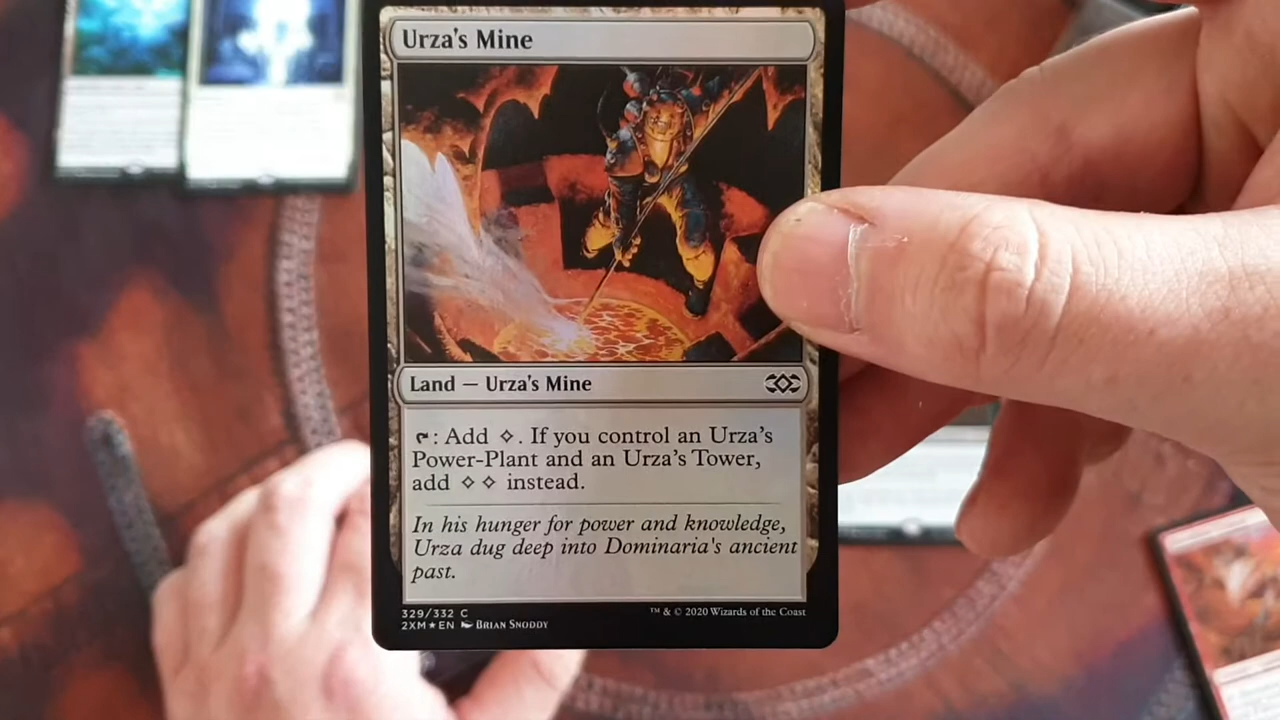 Urza's Mine
Land — Urza's Mine
: Add . If you control an Urza's
Power-Plant and an Urza's Tower,
add instead.
In his hunger for power and knowledge,
Urza dug deep into Dominaria's ancient
past.
329/332 C
2XM★EN Brian Snoddy
™ & © 2020 Wizards of the Coast